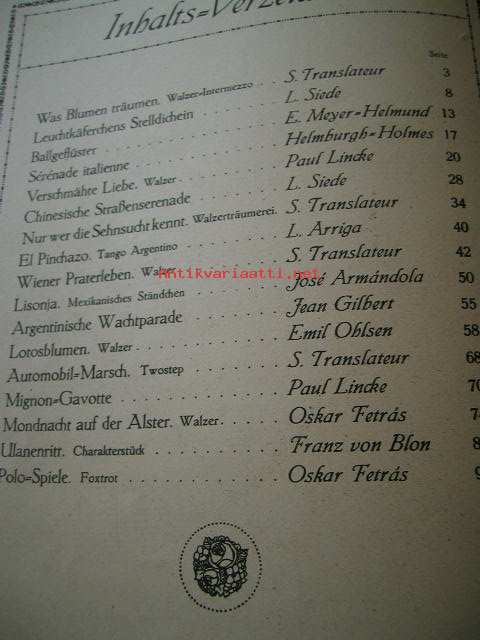 Inhalts=Verzei
Seite
Was Blumen träumen. Walzer=Intermezzo . . S. Translateur 3
Leuchtkäferchens Stelldichein . . . . L. Siede 8
Ballgeflüster . . . . E. Meyer=Helmund 13
Sérénade italienne . . . . Helmburgh=Holmes 17
Verschmähte Liebe. Walzer . . . . Paul Lincke 20
Chinesische Straßenserenade . . . . L. Siede 28
Nur wer die Sehnsucht kennt. Walzerträumerei. S. Translateur 34
El Pinchazo. Tango Argentino . . . . L. Arriga 40
Wiener Praterleben. Walzer . . . . S. Translateur 42
Lisonja. Mexikanisches Ständchen . . . . José Armándola 50
Argentinische Wachtparade . . . . Jean Gilbert 55
Lotosblumen. Walzer . . . . Emil Ohlsen 58
Automobil=Marsch. Twostep . . . . S. Translateur 68
Mignon=Gavotte . . . . Paul Lincke 70
Mondnacht auf der Alster. Walzer . . . . Oskar Fetrás 7
Ulanenritt. Charakterstück . . . . Franz von Blon 8
Polo=Spiele. Foxtrot . . . . Oskar Fetrás 9
Antikvariaatti.net